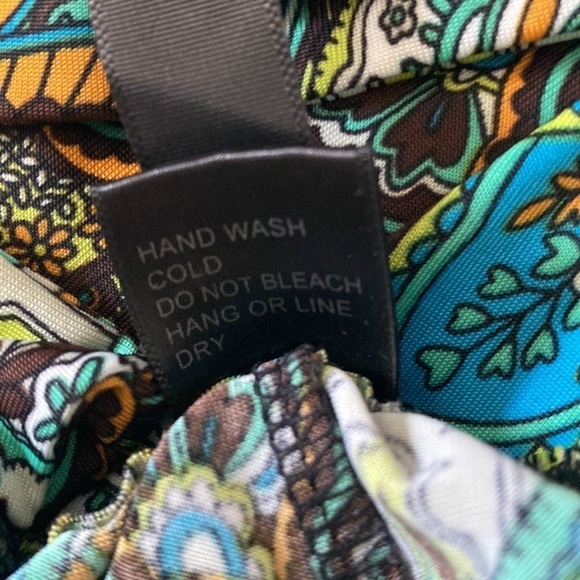 HAND WASH
COLD
DO NOT BLEACH
HANG OR LINE
DRY